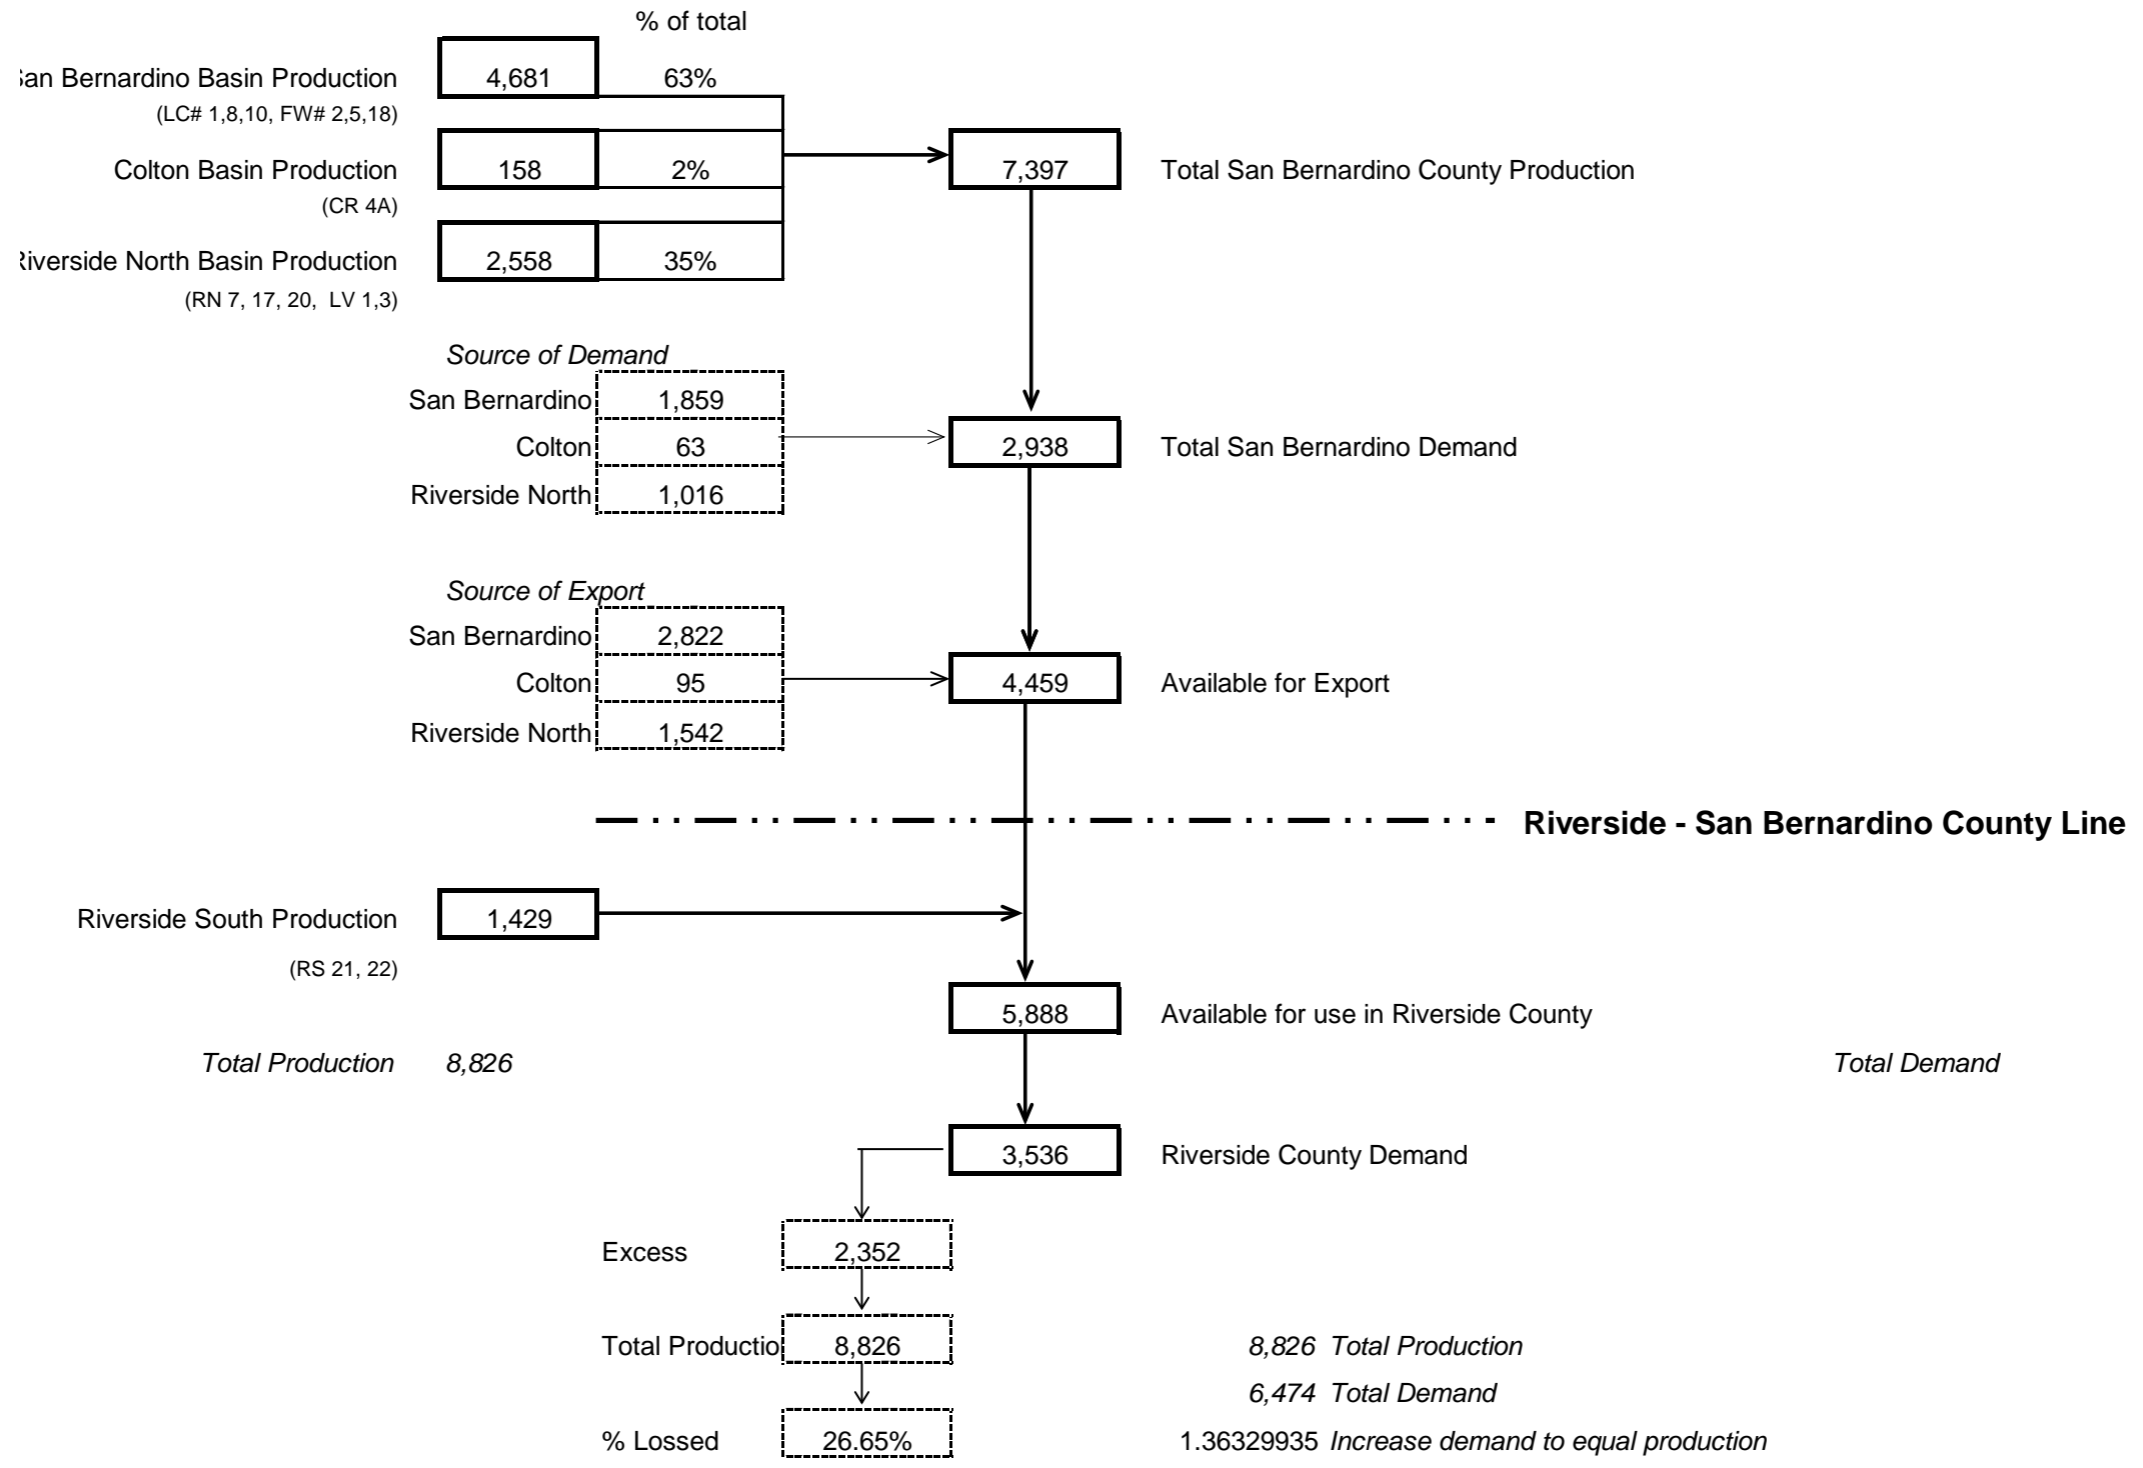 % of total
an Bernardino Basin Production 4,681 63%
(LC# 1,8,10, FW# 2,5,18)
Colton Basin Production 158 2% 7,397 Total San Bernardino County Production
(CR 4A)
Riverside North Basin Production 2,558 35%
(RN 7, 17, 20, LV 1,3)
Source of Demand
San Bernardino 1,859
Colton 63 2,938 Total San Bernardino Demand
Riverside North 1,016
Source of Export
San Bernardino 2,822
Colton 95 4,459 Available for Export
Riverside North 1,542
Riverside - San Bernardino County Line
Riverside South Production 1,429
(RS 21, 22)
5,888 Available for use in Riverside County
Total Production 8,826 Total Demand
3,536 Riverside County Demand
Excess 2,352
Total Productio 8,826 8,826 Total Production
6,474 Total Demand
% Lossed 26.65% 1.36329935 Increase demand to equal production